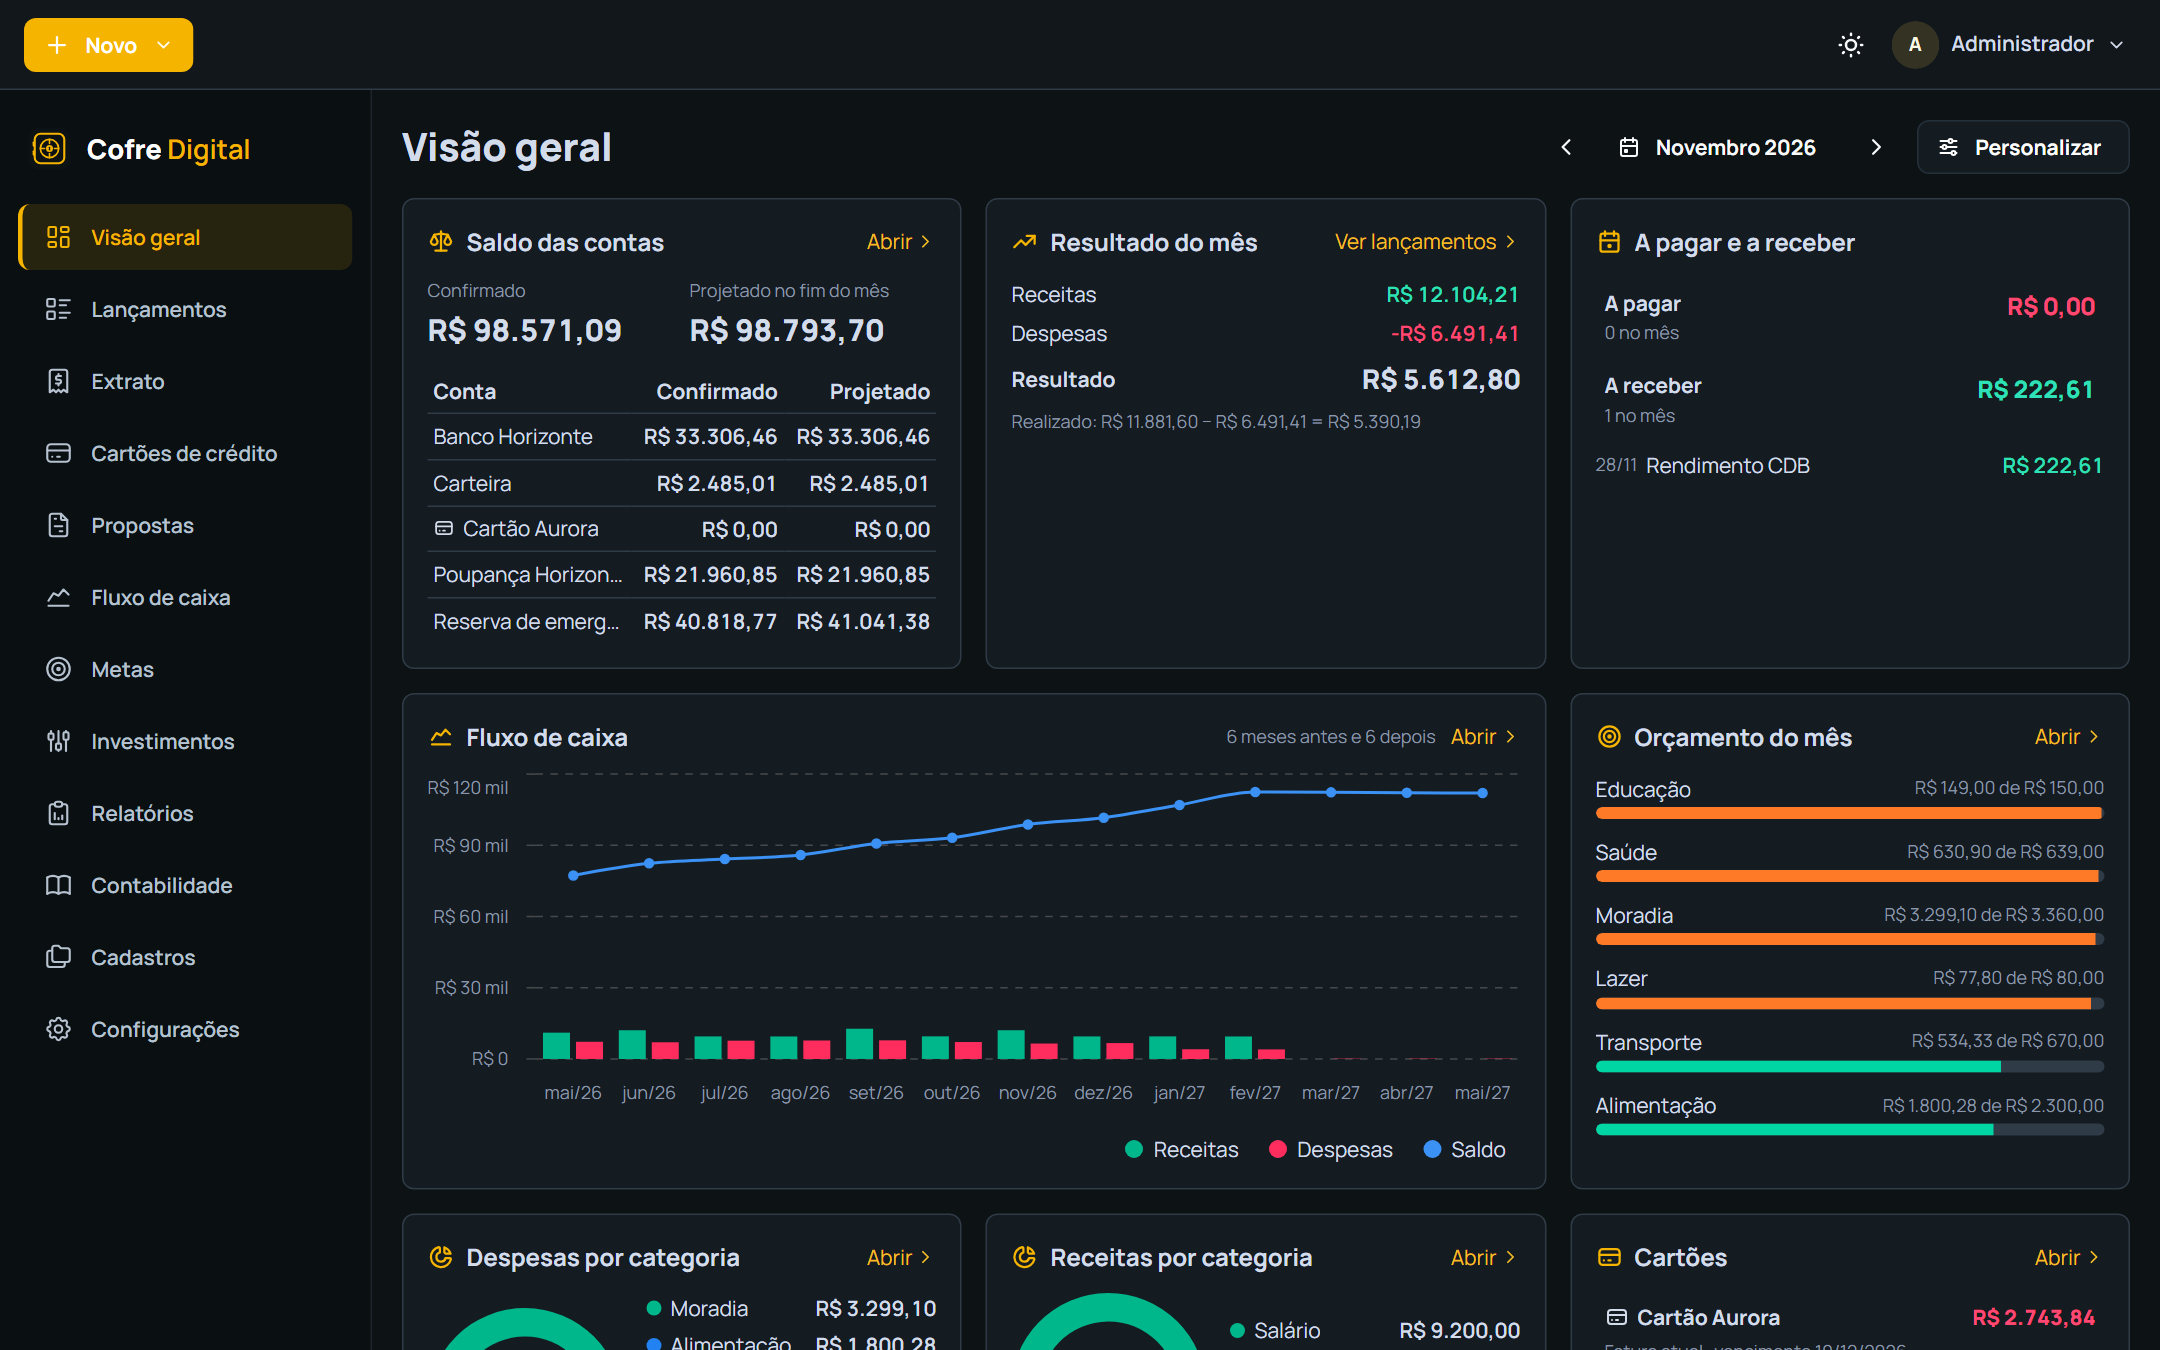 Novo
A Administrador
Cofre Digital
Visão geral
Lançamentos
Extrato
Cartões de crédito
Propostas
Fluxo de caixa
Metas
Investimentos
Relatórios
Contabilidade
Cadastros
Configurações
Visão geral
Novembro 2026
Personalizar
Saldo das contas Abrir
Confirmado Projetado no fim do mês
R$ 98.571,09 R$ 98.793,70
Conta Confirmado Projetado
Banco Horizonte R$ 33.306,46 R$ 33.306,46
Carteira R$ 2.485,01 R$ 2.485,01
Cartão Aurora R$ 0,00 R$ 0,00
Poupança Horizon... R$ 21.960,85 R$ 21.960,85
Reserva de emerg... R$ 40.818,77 R$ 41.041,38
Resultado do mês Ver lançamentos
Receitas R$ 12.104,21
Despesas -R$ 6.491,41
Resultado R$ 5.612,80
Realizado: R$ 11.881,60 − R$ 6.491,41 = R$ 5.390,19
A pagar e a receber
A pagar R$ 0,00
0 no mês
A receber R$ 222,61
1 no mês
28/11 Rendimento CDB R$ 222,61
Fluxo de caixa 6 meses antes e 6 depois Abrir
R$ 120 mil
R$ 90 mil
R$ 60 mil
R$ 30 mil
R$ 0
mai/26 jun/26 jul/26 ago/26 set/26 out/26 nov/26 dez/26 jan/27 fev/27 mar/27 abr/27 mai/27
Receitas Despesas Saldo
Orçamento do mês Abrir
Educação R$ 149,00 de R$ 150,00
Saúde R$ 630,90 de R$ 639,00
Moradia R$ 3.299,10 de R$ 3.360,00
Lazer R$ 77,80 de R$ 80,00
Transporte R$ 534,33 de R$ 670,00
Alimentação R$ 1.800,28 de R$ 2.300,00
Despesas por categoria Abrir
Moradia R$ 3.299,10
Alimentação R$ 1.800,28
Receitas por categoria Abrir
Salário R$ 9.200,00
Cartões Abrir
Cartão Aurora R$ 2.743,84